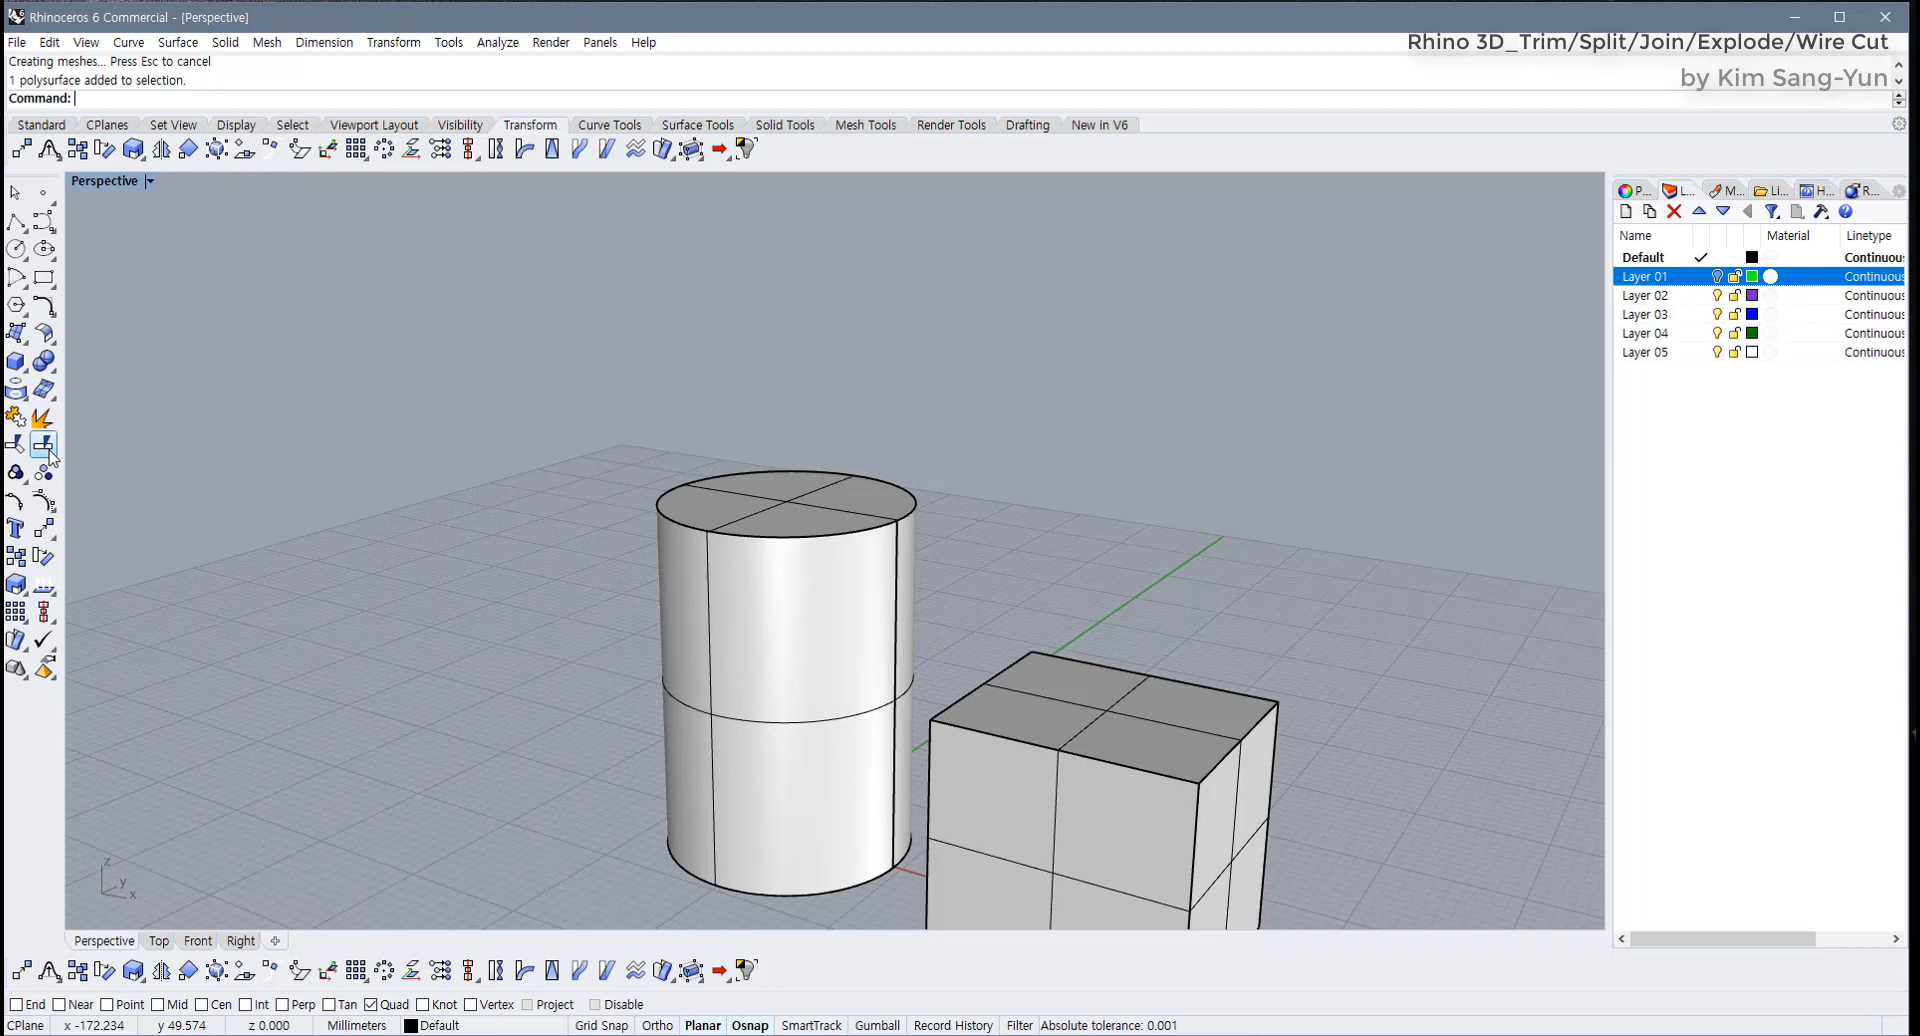 Rhinoceros 6 Commercial - [Perspective]
File Edit View Curve Surface Solid Mesh Dimension Transform Tools Analyze Render Panels Help
Rhino 3D_Trim/Split/Join/Explode/Wire Cut
by Kim Sang-Yun
Creating meshes... Press Esc to cancel
1 polysurface added to selection.
Command:
Standard CPlanes Set View Display Select Viewport Layout Visibility Transform Curve Tools Surface Tools Solid Tools Mesh Tools Render Tools Drafting New in V6
Perspective
P... L... M... Li... H... R...
Name Material Linetype
Default Continuou
Layer 01 Continuous
Layer 02 Continuous
Layer 03 Continuous
Layer 04 Continuous
Layer 05 Continuous
z
y
x
Perspective Top Front Right
End Near Point Mid Cen Int Perp Tan Quad Knot Vertex Project Disable
CPlane x -172.234 y 49.574 z 0.000 Millimeters Default Grid Snap Ortho Planar Osnap SmartTrack Gumball Record History Filter Absolute tolerance: 0.001